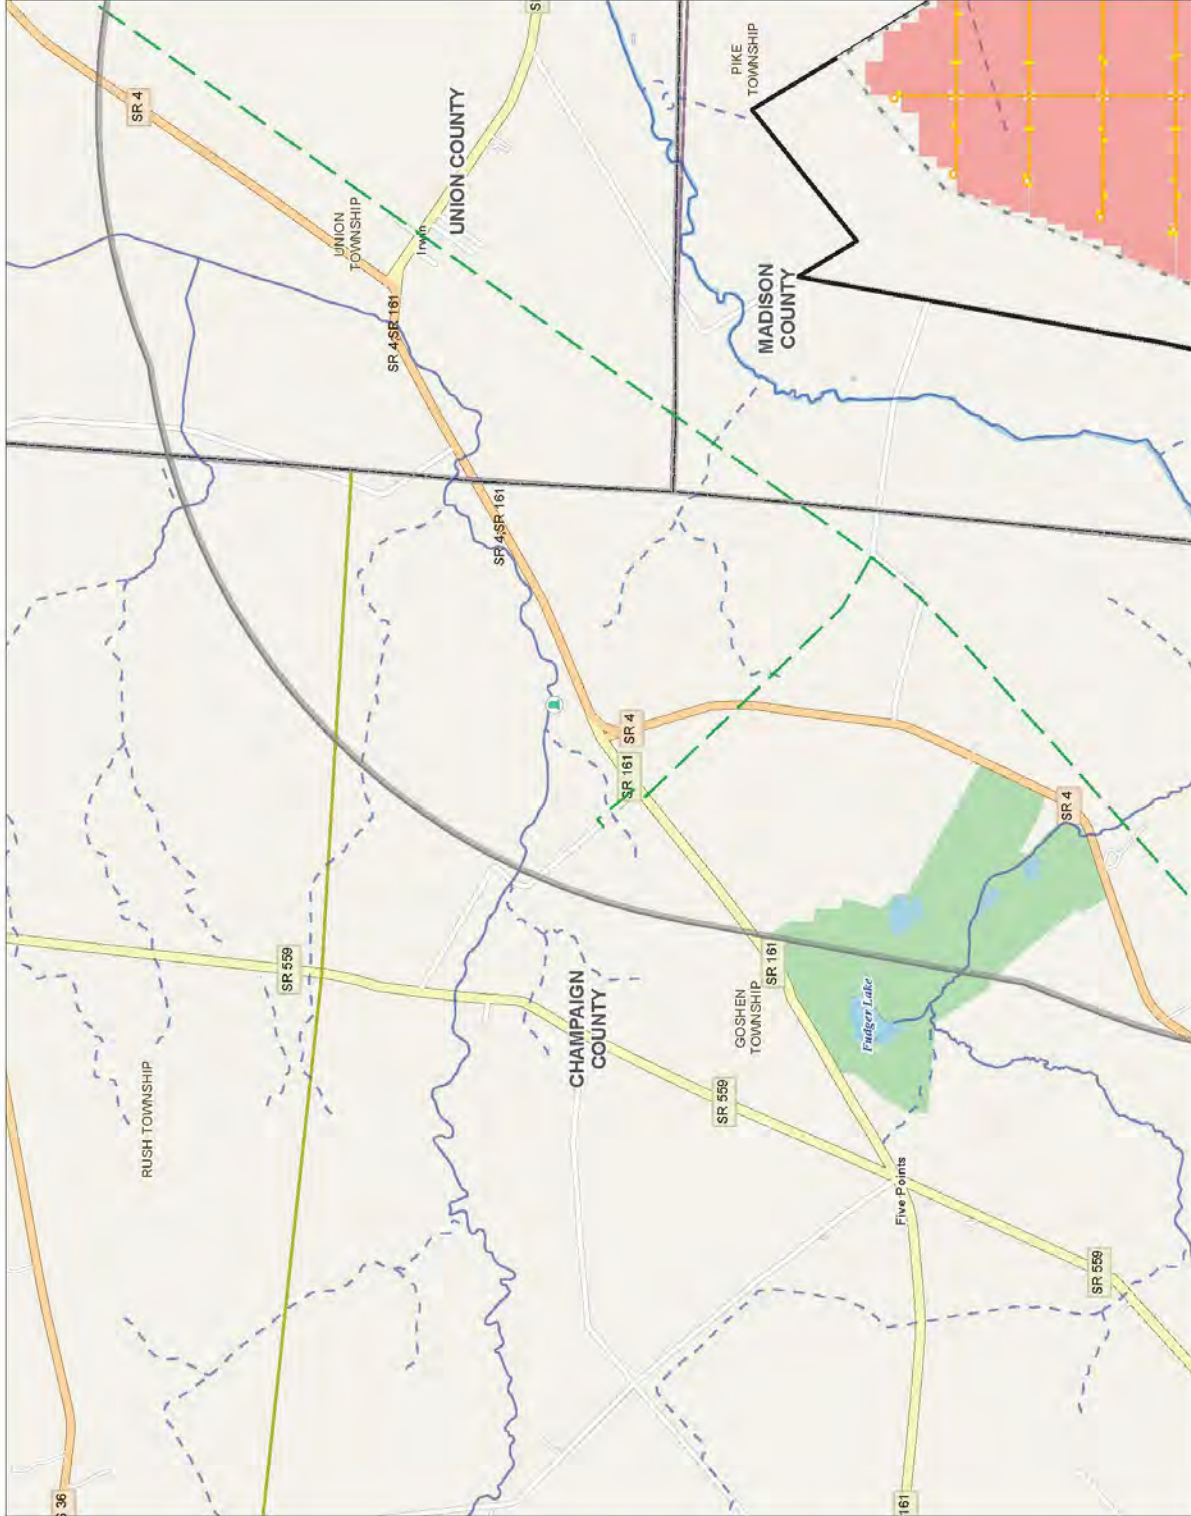 SR 4
UNION
TOWNSHIP
UNION COUNTY
Irwin
SR 4;SR 161
SR 4;SR 161
PIKE
TOWNSHIP
MADISON
COUNTY
SR 4
SR 161
SR 4
SR 559
SR 161
GOSHEN
TOWNSHIP
Fudger Lake
CHAMPAIGN
COUNTY
RUSH TOWNSHIP
SR 559
Five Points
SR 559
161
36